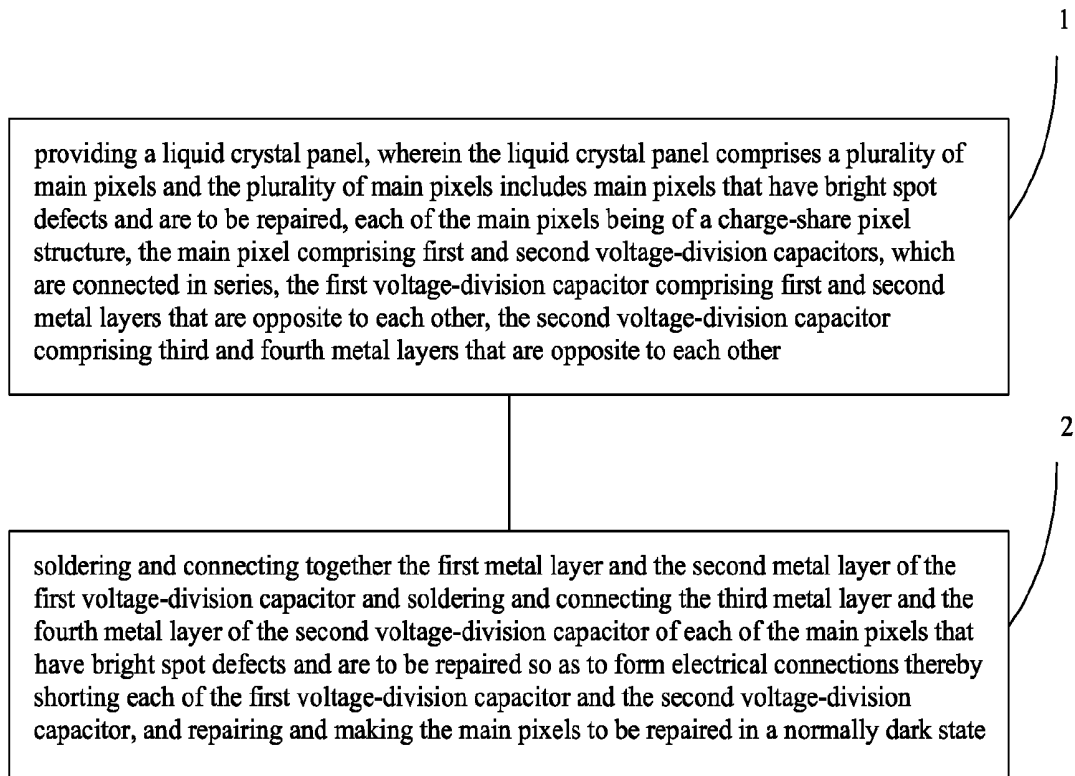 1
providing a liquid crystal panel, wherein the liquid crystal panel comprises a plurality of
main pixels and the plurality of main pixels includes main pixels that have bright spot
defects and are to be repaired, each of the main pixels being of a charge-share pixel
structure, the main pixel comprising first and second voltage-division capacitors, which
are connected in series, the first voltage-division capacitor comprising first and second
metal layers that are opposite to each other, the second voltage-division capacitor
comprising third and fourth metal layers that are opposite to each other
2
soldering and connecting together the first metal layer and the second metal layer of the
first voltage-division capacitor and soldering and connecting the third metal layer and the
fourth metal layer of the second voltage-division capacitor of each of the main pixels that
have bright spot defects and are to be repaired so as to form electrical connections thereby
shorting each of the first voltage-division capacitor and the second voltage-division
capacitor, and repairing and making the main pixels to be repaired in a normally dark state